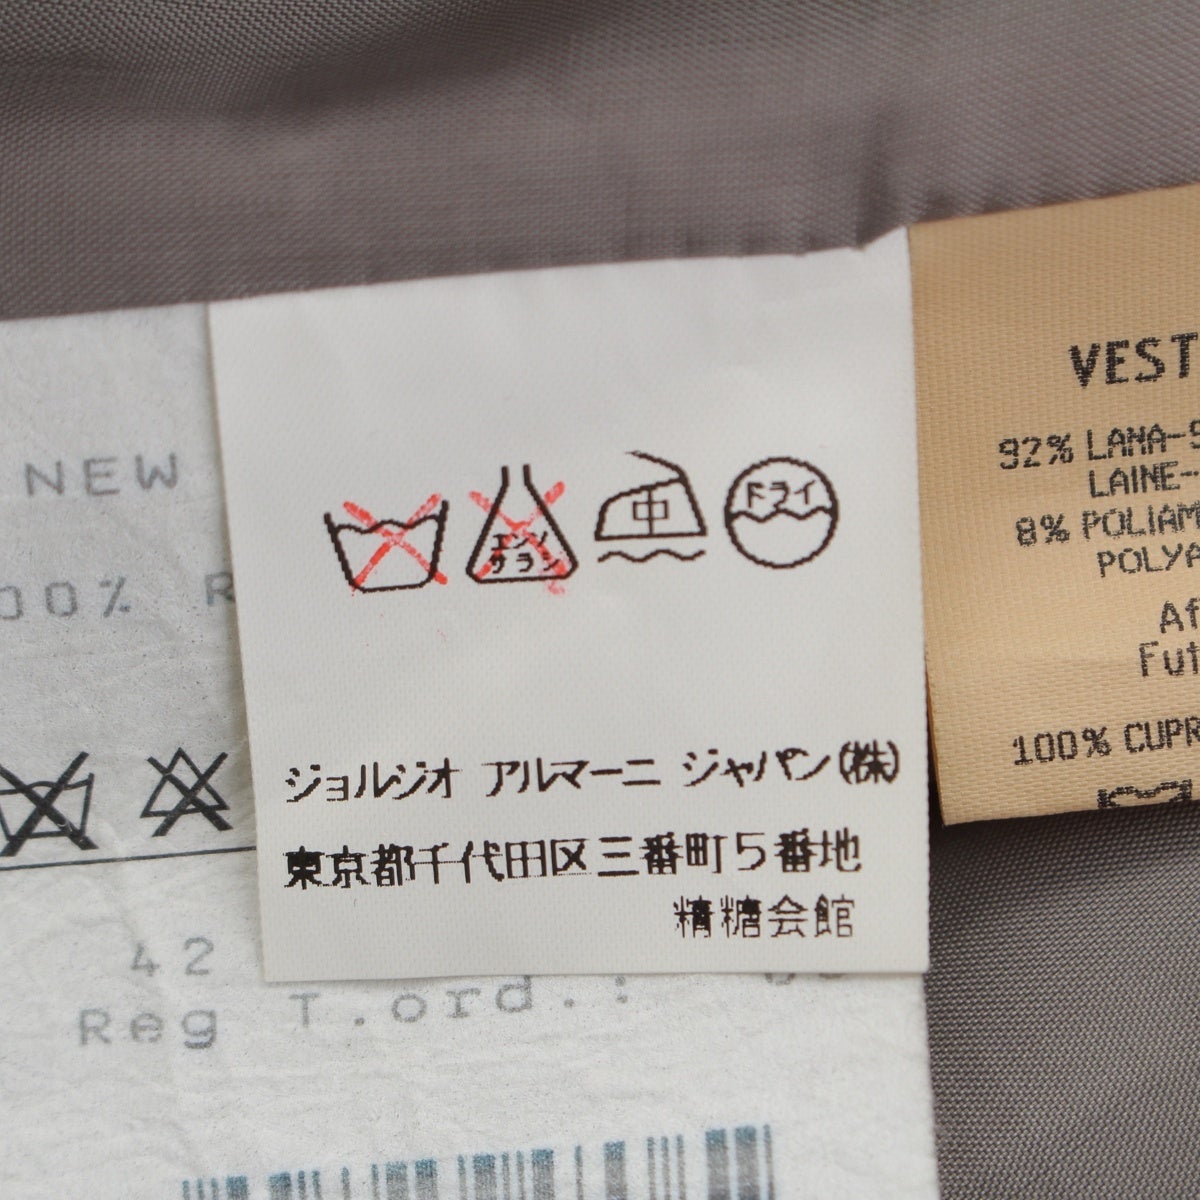 NEW
00% R
42
Reg T.ord.:
エンソ
サラシ
中
ドライ
ジョルジオ アルマーニ ジャパン(株)
東京都千代田区三番町5番地
精糖会館
VEST
92% LANA-
LAINE-
8% POLIAM
POLYA
Af
Fut
100% CUPR